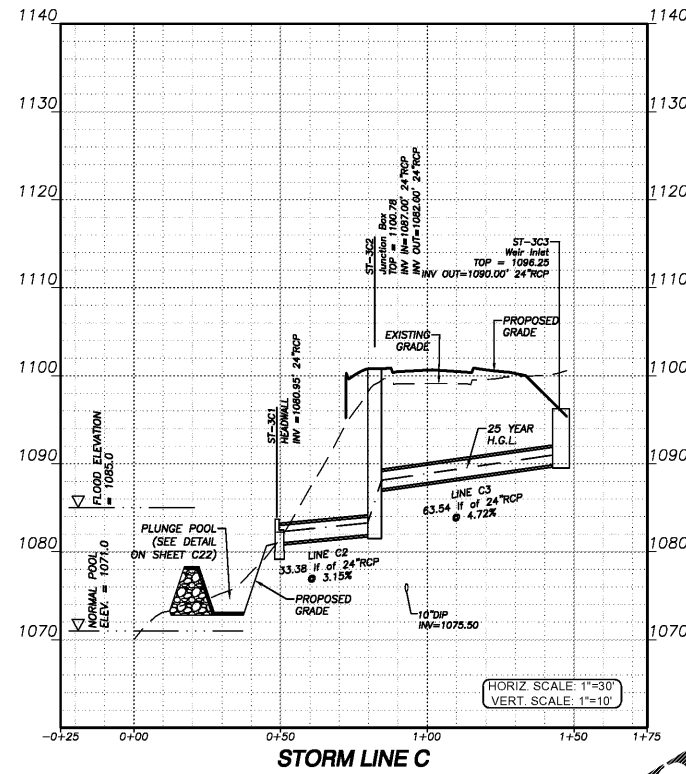 1140
1140
1130
1130
1120
1120
1110
1110
1100
1100
1090
1090
1080
1080
1070
1070
ST-3C2
Junction Box
TOP = 1100.78
INV IN=1087.00' 24"RCP
INV OUT=1082.00' 24"RCP
ST-3C3
Weir Inlet
TOP = 1096.25
INV OUT=1090.00' 24"RCP
EXISTING
GRADE
PROPOSED
GRADE
ST-3C1
HEADWALL
INV =1080.95' 24"RCP
25 YEAR
H.G.L.
LINE C3
63.54 lf of 24"RCP
@ 4.72%
FLOOD ELEVATION
= 1085.0
PLUNGE POOL
(SEE DETAIL
ON SHEET C22)
LINE C2
33.38 lf of 24"RCP
@ 3.15%
NORMAL POOL
ELEV. = 1071.0
PROPOSED
GRADE
10"DIP
INV=1075.50
HORIZ. SCALE: 1"=30'
VERT. SCALE: 1"=10'
-0+25 0+00 0+50 1+00 1+50 1+75
STORM LINE C